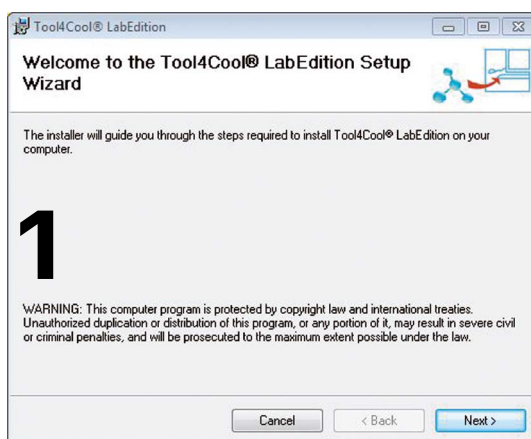 Tool4Cool® LabEdition
Welcome to the Tool4Cool® LabEdition Setup
Wizard
The installer will guide you through the steps required to install Tool4Cool® LabEdition on your
computer.
1
WARNING: This computer program is protected by copyright law and international treaties.
Unauthorized duplication or distribution of this program, or any portion of it, may result in severe civil
or criminal penalties, and will be prosecuted to the maximum extent possible under the law.
Cancel < Back Next >